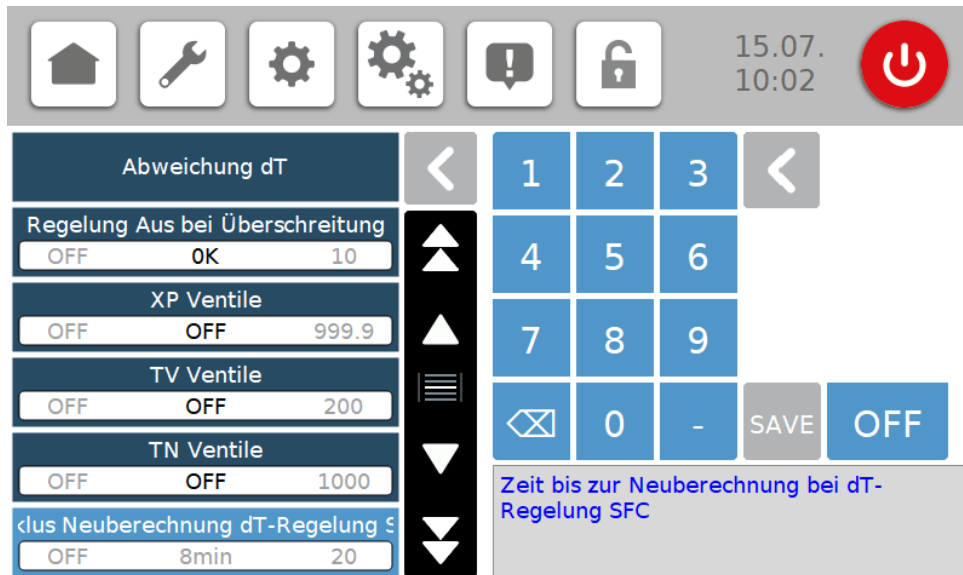 15.07.
10:02
Abweichung dT
Regelung Aus bei Überschreitung
OFF 0K 10
XP Ventile
OFF OFF 999.9
TV Ventile
OFF OFF 200
TN Ventile
OFF OFF 1000
klus Neuberechnung dT-Regelung S
OFF 8min 20
1 2 3
4 5 6
7 8 9
0 - SAVE OFF
Zeit bis zur Neuberechnung bei dT-
Regelung SFC